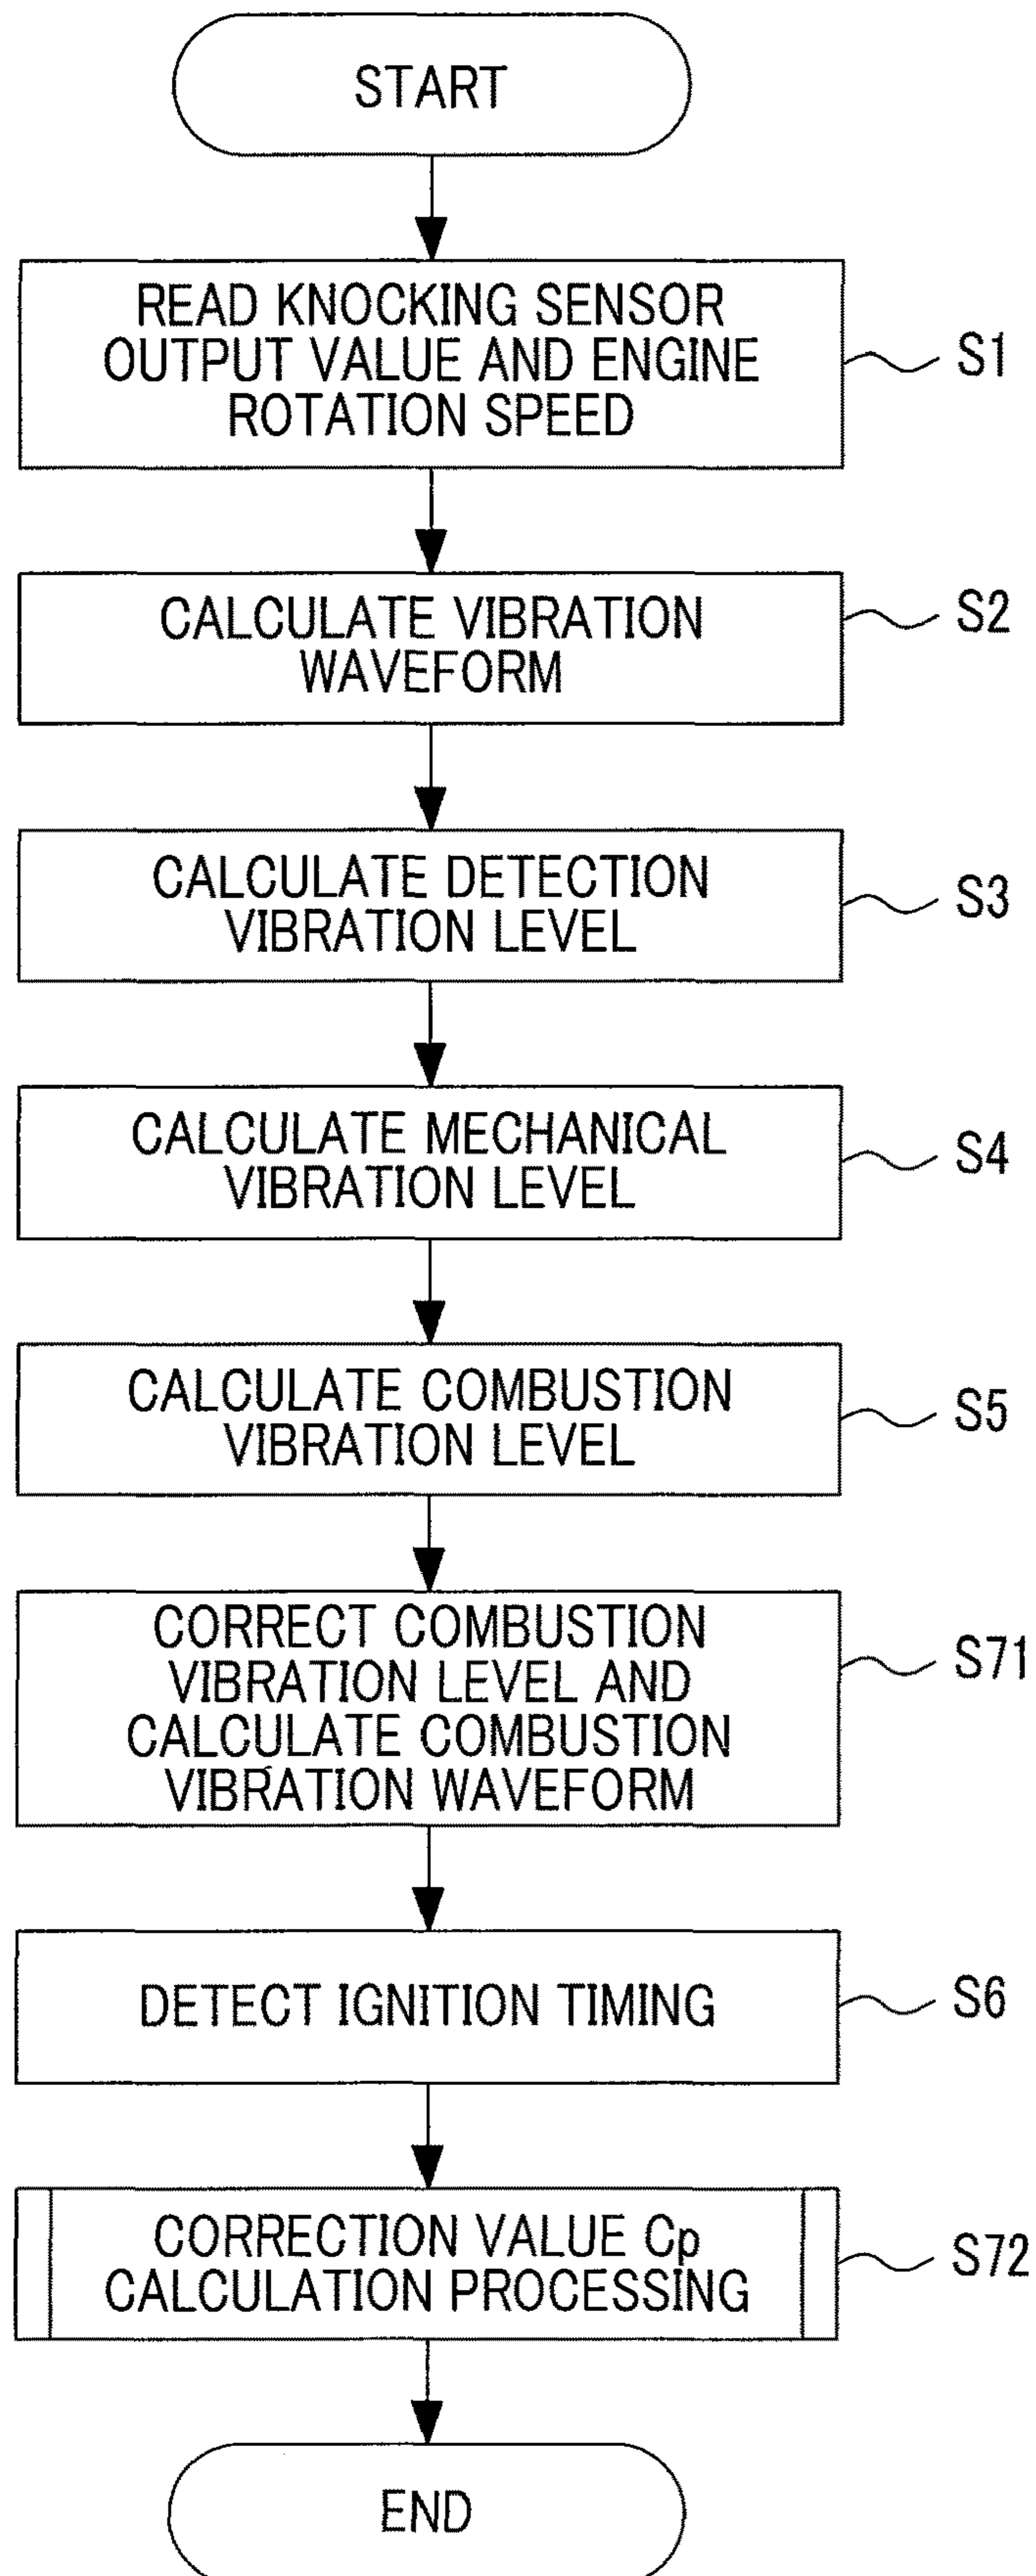 START
READ KNOCKING SENSOR
OUTPUT VALUE AND ENGINE
ROTATION SPEED
S1
CALCULATE VIBRATION
WAVEFORM
S2
CALCULATE DETECTION
VIBRATION LEVEL
S3
CALCULATE MECHANICAL
VIBRATION LEVEL
S4
CALCULATE COMBUSTION
VIBRATION LEVEL
S5
CORRECT COMBUSTION
VIBRATION LEVEL AND
CALCULATE COMBUSTION
VIBRATION WAVEFORM
S71
DETECT IGNITION TIMING
S6
CORRECTION VALUE Cp
CALCULATION PROCESSING
S72
END